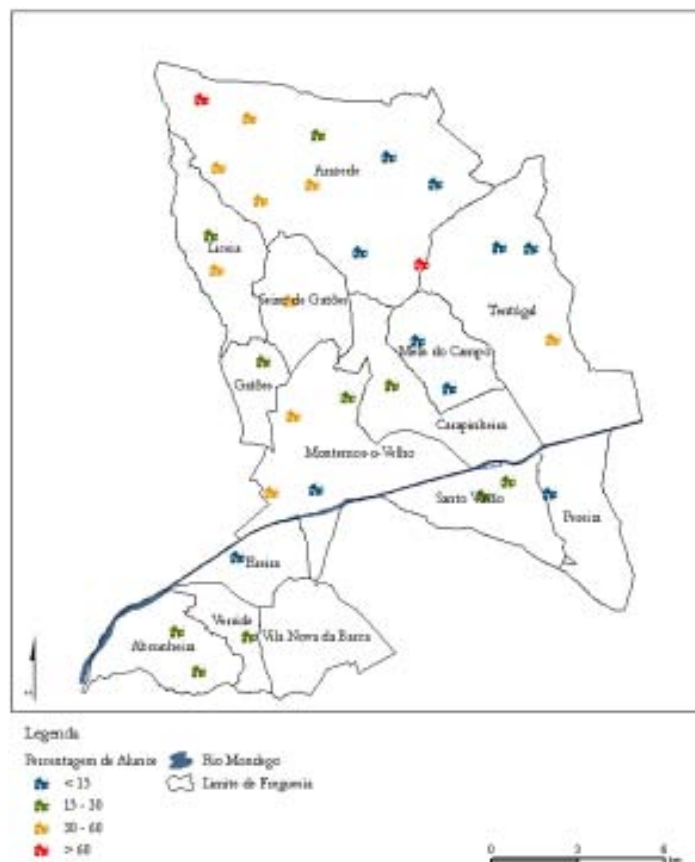 Arazede
Liceia
Seixo de Gatões
Tentúgal
Meãs do Campo
Gatões
Carapinheira
Montemor-o-Velho
Santo Varão
Pereira
Ereira
Verride
Vila Nova da Barca
Abrunheira
Legenda
Percentagem de Alunos
Rio Mondego
< 15
Limite de Freguesia
15 - 30
30 - 60
> 60
0 3 6